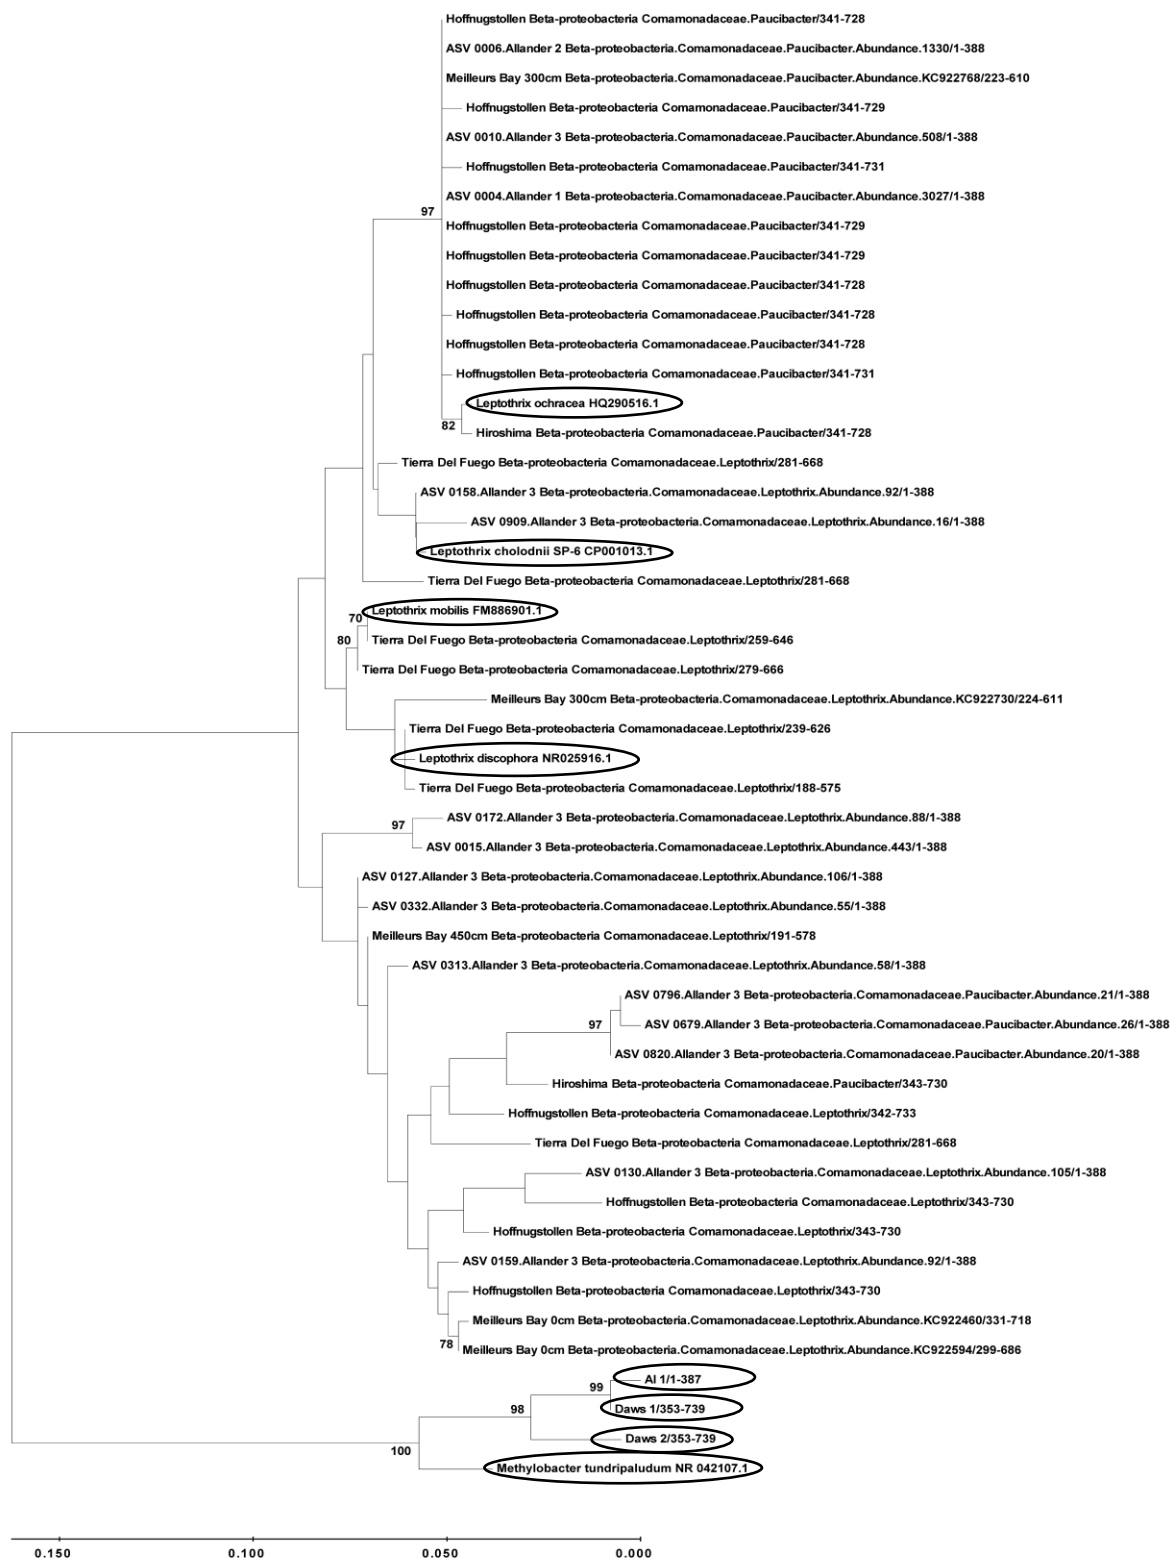 Hoffnugstollen Beta-proteobacteria Comamonadaceae.Paucibacter/341-728
ASV 0006.Allander 2 Beta-proteobacteria.Comamonadaceae.Paucibacter.Abundance.1330/1-388
Meilleurs Bay 300cm Beta-proteobacteria.Comamonadaceae.Paucibacter.Abundance.KC922768/223-610
Hoffnugstollen Beta-proteobacteria Comamonadaceae.Paucibacter/341-729
ASV 0010.Allander 3 Beta-proteobacteria.Comamonadaceae.Paucibacter.Abundance.508/1-388
Hoffnugstollen Beta-proteobacteria Comamonadaceae.Paucibacter/341-731
ASV 0004.Allander 1 Beta-proteobacteria.Comamonadaceae.Paucibacter.Abundance.3027/1-388
97
Hoffnugstollen Beta-proteobacteria Comamonadaceae.Paucibacter/341-729
Hoffnugstollen Beta-proteobacteria Comamonadaceae.Paucibacter/341-729
Hoffnugstollen Beta-proteobacteria Comamonadaceae.Paucibacter/341-728
Hoffnugstollen Beta-proteobacteria Comamonadaceae.Paucibacter/341-728
Hoffnugstollen Beta-proteobacteria Comamonadaceae.Paucibacter/341-728
Hoffnugstollen Beta-proteobacteria Comamonadaceae.Paucibacter/341-731
Leptothrix ochracea HQ290516.1
82
Hiroshima Beta-proteobacteria Comamonadaceae.Paucibacter/341-728
Tierra Del Fuego Beta-proteobacteria Comamonadaceae.Leptothrix/281-668
ASV 0158.Allander 3 Beta-proteobacteria.Comamonadaceae.Leptothrix.Abundance.92/1-388
ASV 0909.Allander 3 Beta-proteobacteria.Comamonadaceae.Leptothrix.Abundance.16/1-388
Leptothrix cholodnii SP-6 CP001013.1
Tierra Del Fuego Beta-proteobacteria Comamonadaceae.Leptothrix/281-668
Leptothrix mobilis FM886901.1
70
80
Tierra Del Fuego Beta-proteobacteria Comamonadaceae.Leptothrix/259-646
Tierra Del Fuego Beta-proteobacteria Comamonadaceae.Leptothrix/279-666
Meilleurs Bay 300cm Beta-proteobacteria.Comamonadaceae.Leptothrix.Abundance.KC922730/224-611
Tierra Del Fuego Beta-proteobacteria Comamonadaceae.Leptothrix/239-626
Leptothrix discophora NR025916.1
Tierra Del Fuego Beta-proteobacteria Comamonadaceae.Leptothrix/188-575
ASV 0172.Allander 3 Beta-proteobacteria.Comamonadaceae.Leptothrix.Abundance.88/1-388
97
ASV 0015.Allander 3 Beta-proteobacteria.Comamonadaceae.Leptothrix.Abundance.443/1-388
ASV 0127.Allander 3 Beta-proteobacteria.Comamonadaceae.Leptothrix.Abundance.106/1-388
ASV 0332.Allander 3 Beta-proteobacteria.Comamonadaceae.Leptothrix.Abundance.55/1-388
Meilleurs Bay 450cm Beta-proteobacteria Comamonadaceae.Leptothrix/191-578
ASV 0313.Allander 3 Beta-proteobacteria.Comamonadaceae.Leptothrix.Abundance.58/1-388
ASV 0796.Allander 3 Beta-proteobacteria.Comamonadaceae.Paucibacter.Abundance.21/1-388
97
ASV 0679.Allander 3 Beta-proteobacteria.Comamonadaceae.Paucibacter.Abundance.26/1-388
ASV 0820.Allander 3 Beta-proteobacteria.Comamonadaceae.Paucibacter.Abundance.20/1-388
Hiroshima Beta-proteobacteria Comamonadaceae.Paucibacter/343-730
Hoffnugstollen Beta-proteobacteria Comamonadaceae.Leptothrix/342-733
Tierra Del Fuego Beta-proteobacteria Comamonadaceae.Leptothrix/281-668
ASV 0130.Allander 3 Beta-proteobacteria.Comamonadaceae.Leptothrix.Abundance.105/1-388
Hoffnugstollen Beta-proteobacteria Comamonadaceae.Leptothrix/343-730
Hoffnugstollen Beta-proteobacteria Comamonadaceae.Leptothrix/343-730
ASV 0159.Allander 3 Beta-proteobacteria.Comamonadaceae.Leptothrix.Abundance.92/1-388
Hoffnugstollen Beta-proteobacteria Comamonadaceae.Leptothrix/343-730
Meilleurs Bay 0cm Beta-proteobacteria.Comamonadaceae.Leptothrix.Abundance.KC922460/331-718
78
Meilleurs Bay 0cm Beta-proteobacteria.Comamonadaceae.Leptothrix.Abundance.KC922594/299-686
Al 1/1-387
99
98
Daws 1/353-739
Daws 2/353-739
100
Methylobacter tundripaludum NR 042107.1
0.150 0.100 0.050 0.000